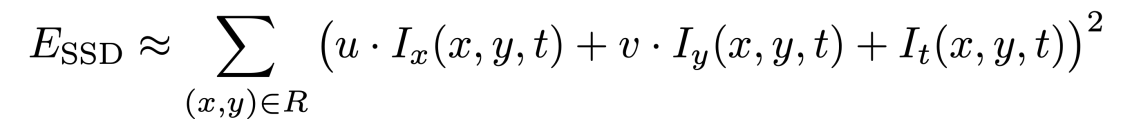 E_SSD ≈ ∑_{(x,y)∈R} (u · I_x(x, y, t) + v · I_y(x, y, t) + I_t(x, y, t))^2